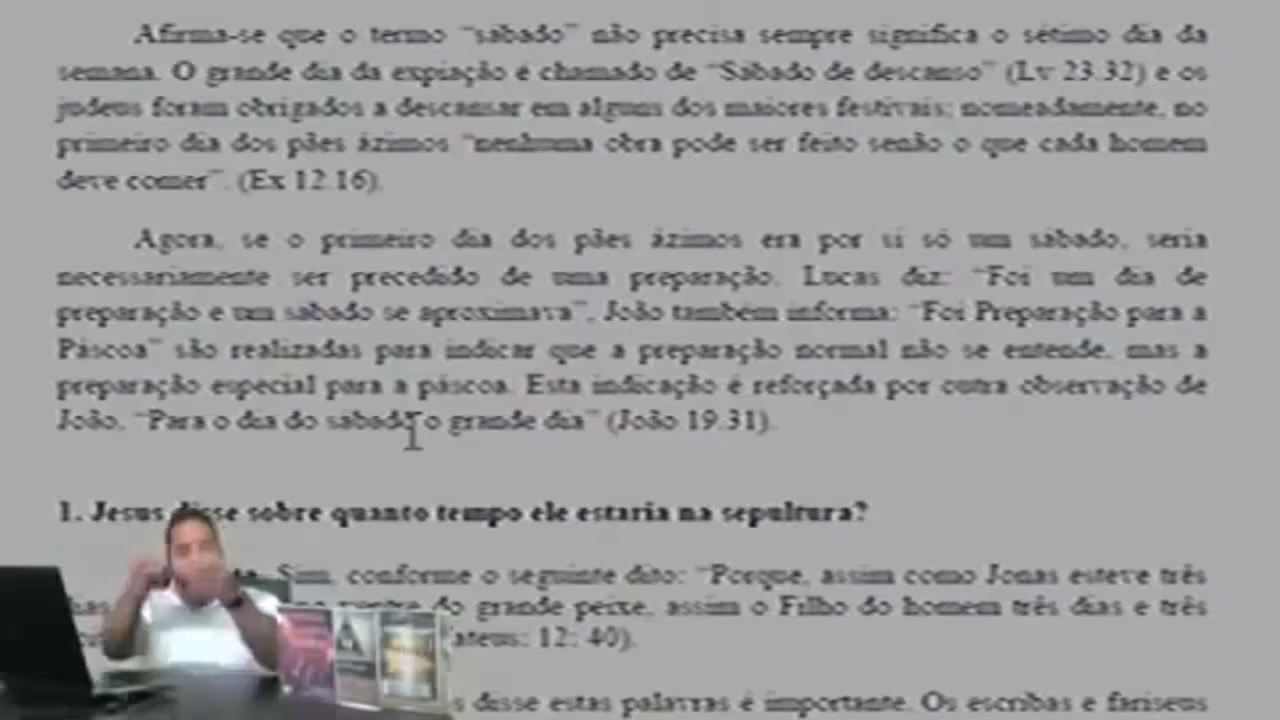 Afirma-se que o termo “sábado” não precisa sempre significa o sétimo dia da
semana. O grande dia da expiação é chamado de “Sábado de descanso” (Lv 23.32) e os
judeus foram obrigados a descansar em alguns dos maiores festivais; nomeadamente, no
primeiro dia dos pães ázimos “nenhuma obra pode ser feito senão o que cada homem
deve comer”. (Ex 12.16).
Agora, se o primeiro dia dos pães ázimos era por si só um sábado, seria
necessariamente ser precedido de uma preparação. Lucas diz: “Foi um dia de
preparação e um sábado se aproximava”, João também informa: “Foi Preparação para a
Páscoa” são realizadas para indicar que a preparação normal não se entende, mas a
preparação especial para a páscoa. Esta indicação é reforçada por outra observação de
João, “Para o dia do sábado o grande dia” (João 19.31).
1. Jesus disse sobre quanto tempo ele estaria na sepultura?
Sim, conforme o seguinte dito: “Porque, assim como Jonas esteve três
do grande peixe, assim o Filho do homem três dias e três
12: 40).
disse estas palavras é importante. Os escribas e fariseus